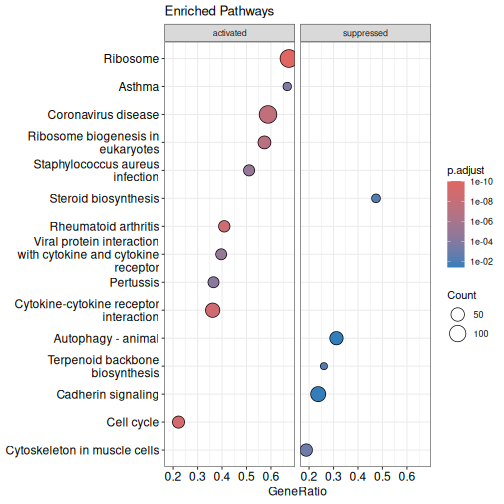 Enriched Pathways
activated
suppressed
Ribosome
Asthma
Coronavirus disease
Ribosome biogenesis in
eukaryotes
Staphylococcus aureus
infection
Steroid biosynthesis
Rheumatoid arthritis
Viral protein interaction
with cytokine and cytokine
receptor
Pertussis
Cytokine-cytokine receptor
interaction
Autophagy - animal
Terpenoid backbone
biosynthesis
Cadherin signaling
Cell cycle
Cytoskeleton in muscle cells
0.2 0.3 0.4 0.5 0.6
0.2 0.3 0.4 0.5 0.6
GeneRatio
p.adjust
1e-10
1e-08
1e-06
1e-04
1e-02
Count
50
100